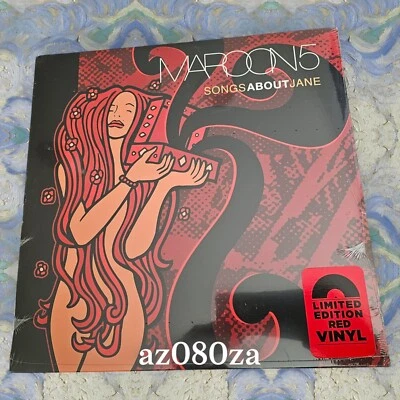 MAROON5
SONGSABOUTJANE
LIMITED
EDITION
RED
VINYL
az080za